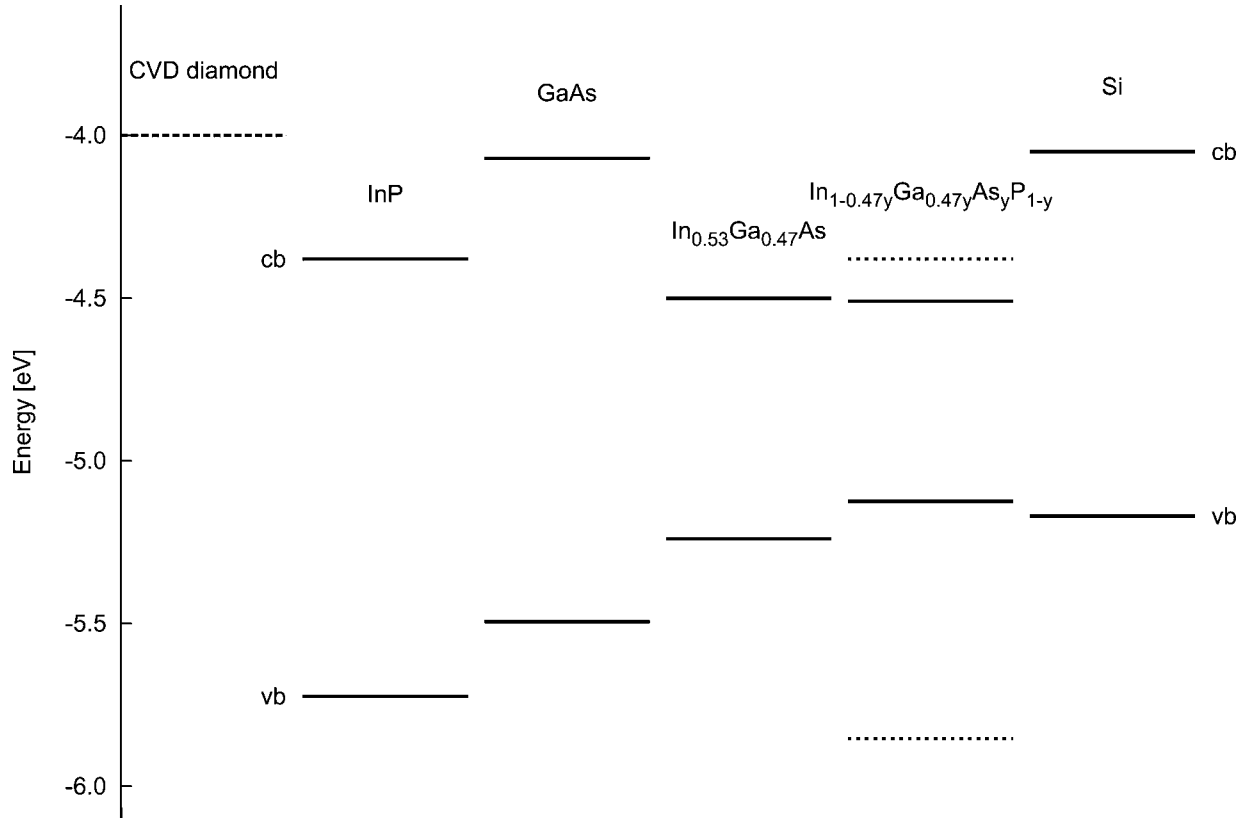 CVD diamond
GaAs
Si
-4.0
cb
InP
In1-0.47yGa0.47yAsyP1-y
In0.53Ga0.47As
cb
-4.5
Energy [eV]
-5.0
vb
-5.5
vb
-6.0